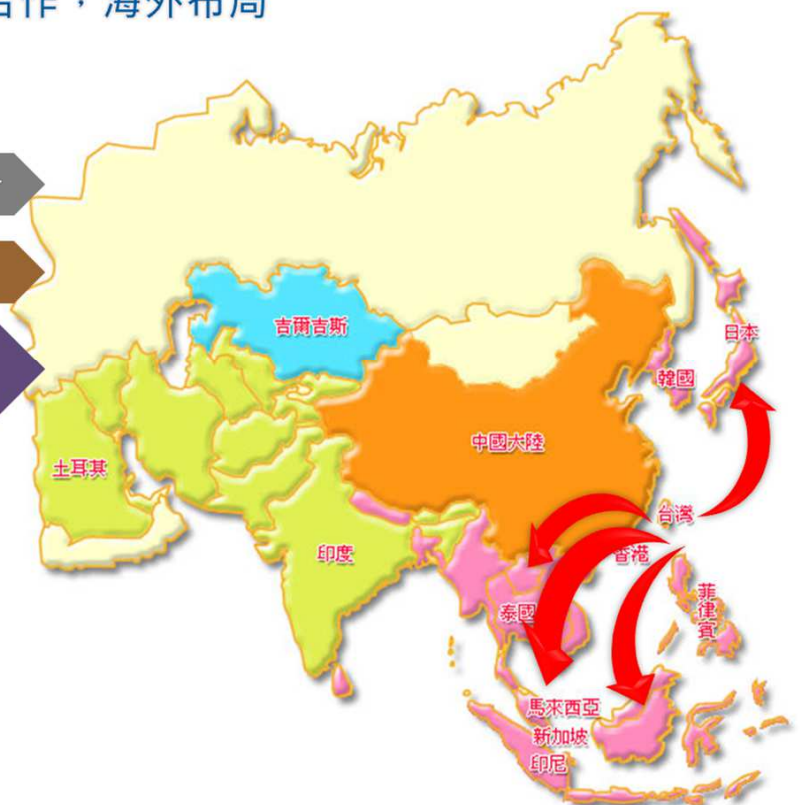 合作，海外布局
吉爾吉斯
日本
韓國
中國大陸
土耳其
台灣
印度
香港
菲律賓
泰國
馬來西亞
新加坡
印尼